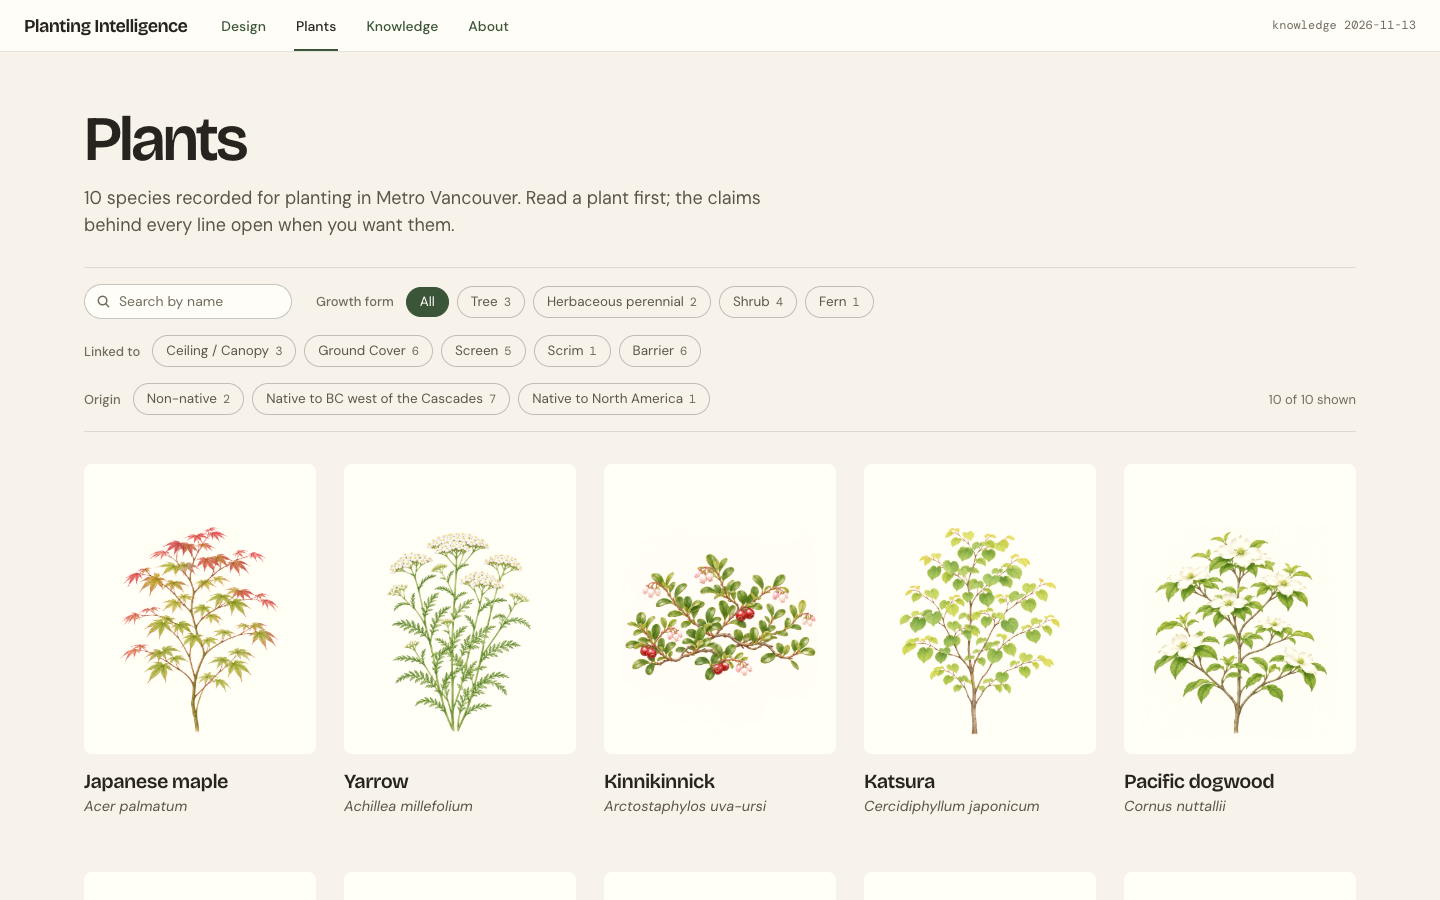 Planting Intelligence Design Plants Knowledge About knowledge 2026-11-13
Plants
10 species recorded for planting in Metro Vancouver. Read a plant first; the claims
behind every line open when you want them.
Search by name Growth form All Tree 3 Herbaceous perennial 2 Shrub 4 Fern 1
Linked to Ceiling / Canopy 3 Ground Cover 6 Screen 5 Scrim 1 Barrier 6
Origin Non-native 2 Native to BC west of the Cascades 7 Native to North America 1 10 of 10 shown
Japanese maple Yarrow Kinnikinnick Katsura Pacific dogwood
Acer palmatum Achillea millefolium Arctostaphylos uva-ursi Cercidiphyllum japonicum Cornus nuttallii